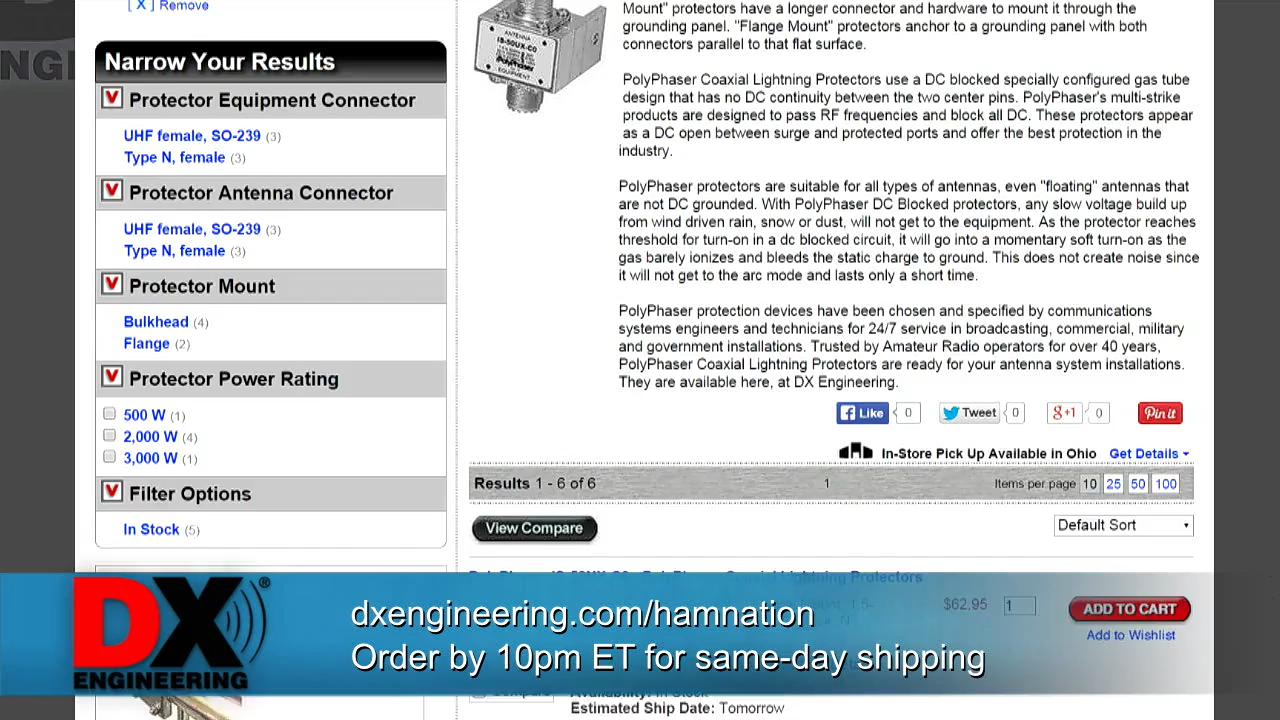 [ X ] Remove
Narrow Your Results
Protector Equipment Connector
UHF female, SO-239 (3)
Type N, female (3)
Protector Antenna Connector
UHF female, SO-239 (3)
Type N, female (3)
Protector Mount
Bulkhead (4)
Flange (2)
Protector Power Rating
500 W (1)
2,000 W (4)
3,000 W (1)
Filter Options
In Stock (5)
ANTENNA
IS-50UX-C0
PolyPhaser
EQUIPMENT
Mount" protectors have a longer connector and hardware to mount it through the
grounding panel. "Flange Mount" protectors anchor to a grounding panel with both
connectors parallel to that flat surface.
PolyPhaser Coaxial Lightning Protectors use a DC blocked specially configured gas tube
design that has no DC continuity between the two center pins. PolyPhaser's multi-strike
products are designed to pass RF frequencies and block all DC. These protectors appear
as a DC open between surge and protected ports and offer the best protection in the
industry.
PolyPhaser protectors are suitable for all types of antennas, even "floating" antennas that
are not DC grounded. With PolyPhaser DC Blocked protectors, any slow voltage build up
from wind driven rain, snow or dust, will not get to the equipment. As the protector reaches
threshold for turn-on in a dc blocked circuit, it will go into a momentary soft turn-on as the
gas barely ionizes and bleeds the static charge to ground. This does not create noise since
it will not get to the arc mode and lasts only a short time.
PolyPhaser protection devices have been chosen and specified by communications
systems engineers and technicians for 24/7 service in broadcasting, commercial, military
and government installations. Trusted by Amateur Radio operators for over 40 years,
PolyPhaser Coaxial Lightning Protectors are ready for your antenna system installations.
They are available here, at DX Engineering.
Like 0 Tweet 0 g+1 0 Pin it
In-Store Pick Up Available in Ohio Get Details
Results 1 - 6 of 6 1 Items per page 10 25 50 100
View Compare Default Sort
Coaxial Lightning Protectors
$62.95 1 ADD TO CART
Add to Wishlist
DX ®
ENGINEERING
dxengineering.com/hamnation
Order by 10pm ET for same-day shipping
Compare
Availability: In Stock
Estimated Ship Date: Tomorrow